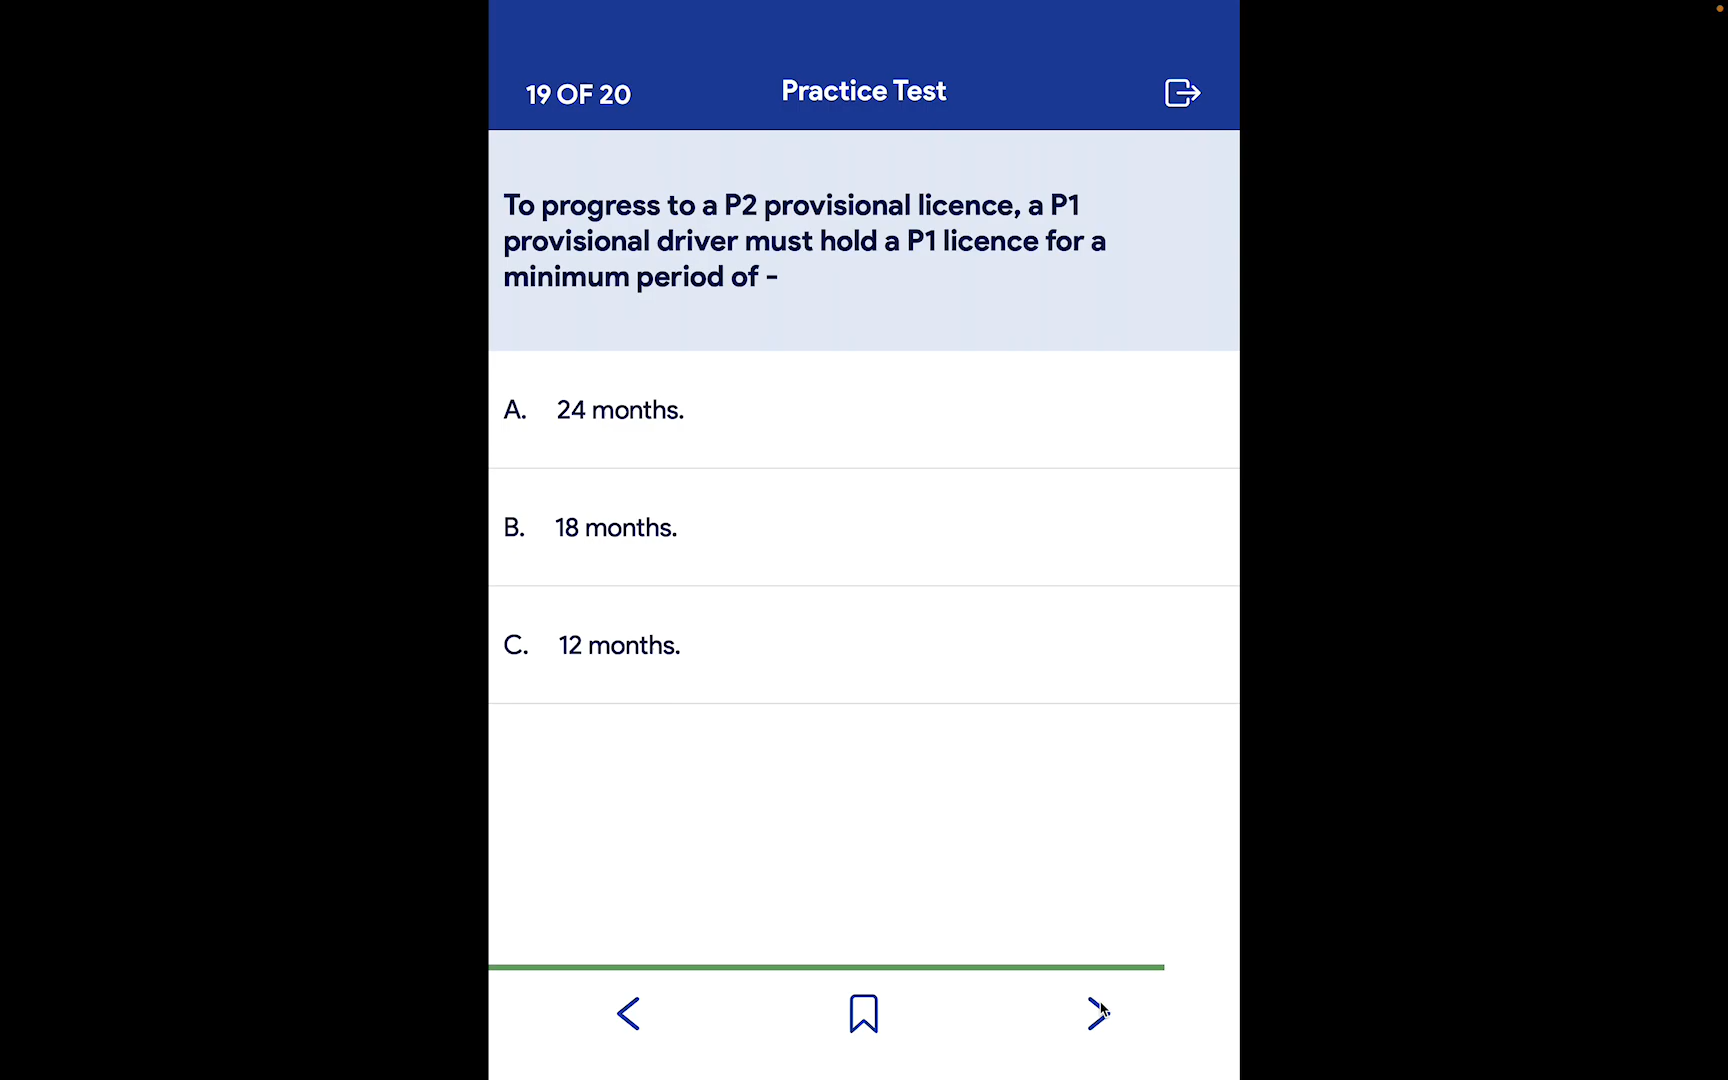 19 OF 20
Practice Test
To progress to a P2 provisional licence, a P1
provisional driver must hold a P1 licence for a
minimum period of -
A. 24 months.
B. 18 months.
C. 12 months.